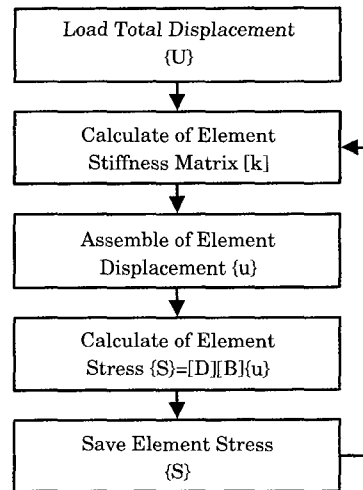 Load Total Displacement
{U}
Calculate of Element
Stiffness Matrix [k]
Assemble of Element
Displacement {u}
Calculate of Element
Stress {S}=[D][B]{u}
Save Element Stress
{S}